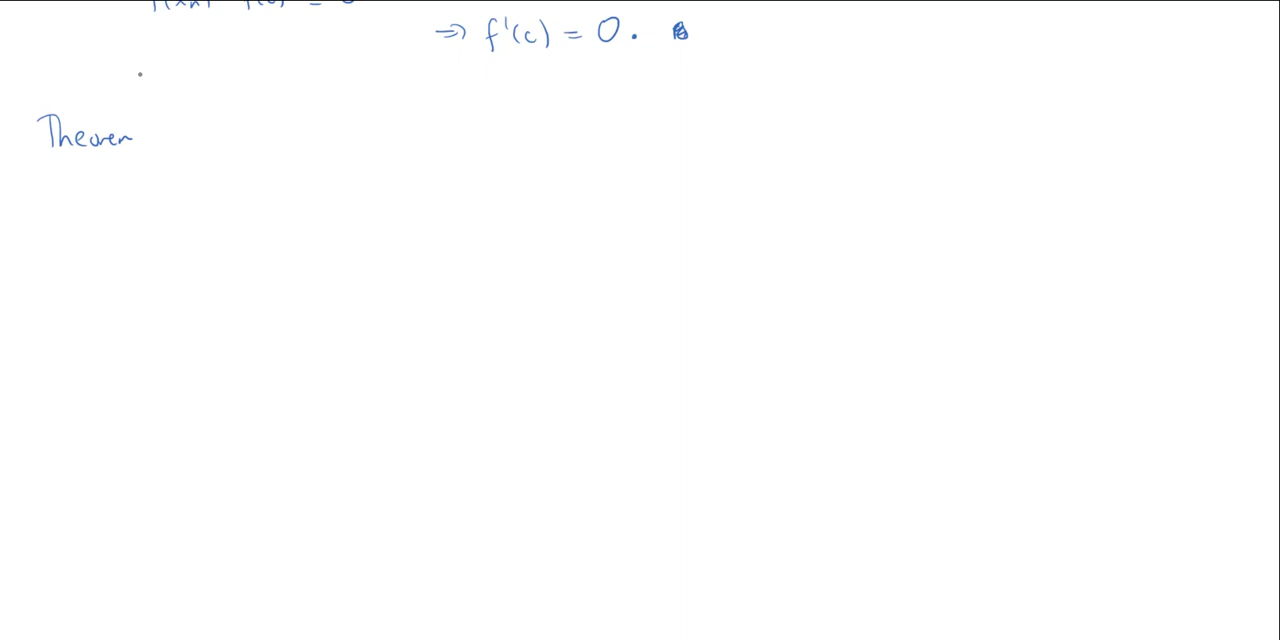 ⇒ f'(c) = 0.
Theorem